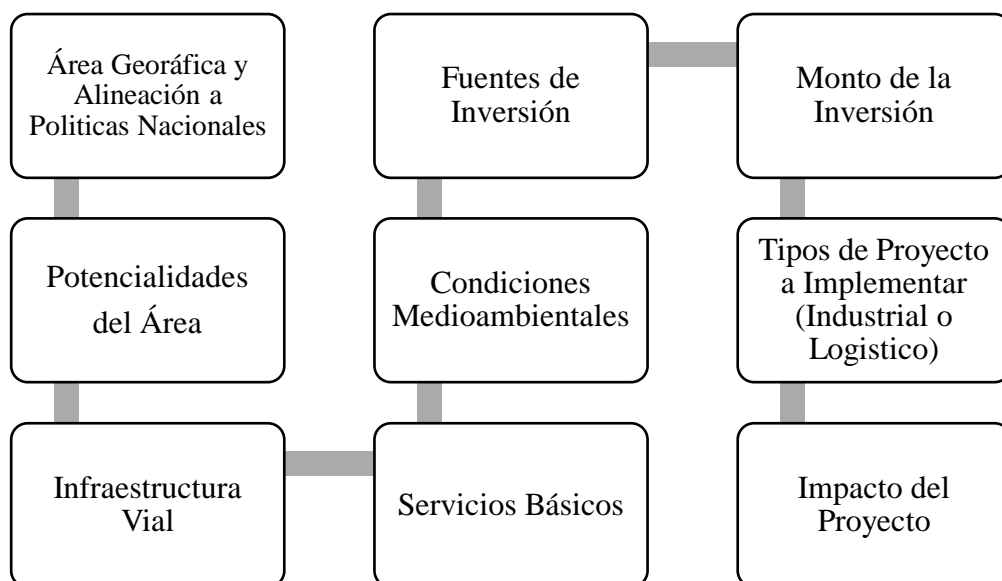 Área Georáfica y
Alineación a
Politicas Nacionales
Potencialidades
del Área
Infraestructura
Vial
Servicios Básicos
Condiciones
Medioambientales
Fuentes de
Inversión
Monto de la
Inversión
Tipos de Proyecto
a Implementar
(Industrial o
Logistico)
Impacto del
Proyecto